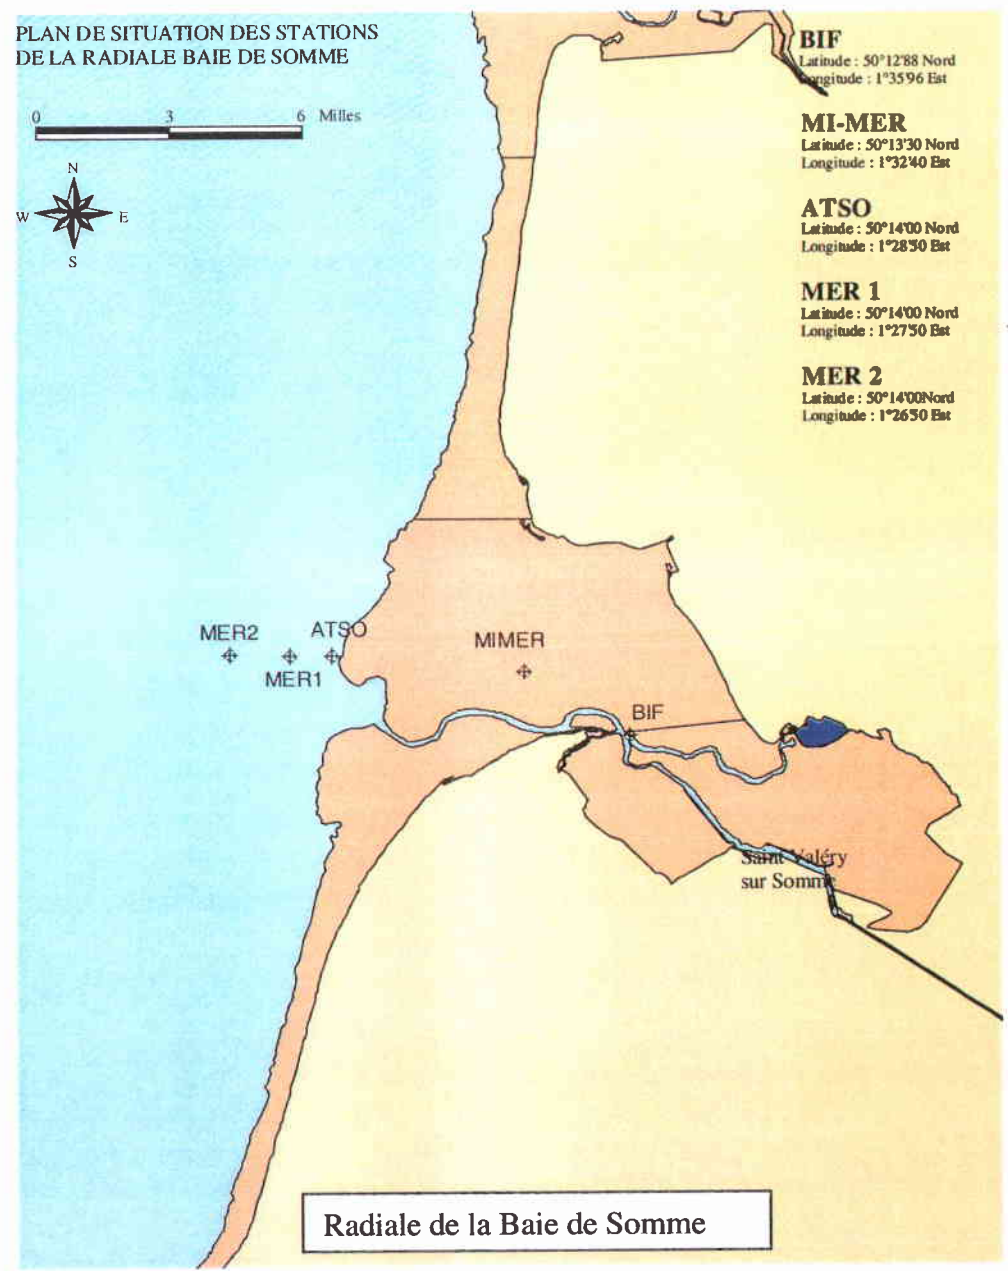 PLAN DE SITUATION DES STATIONS
DE LA RADIALE BAIE DE SOMME
0 3 6 Milles
N
W E
S
BIF
Latitude : 50°12'88 Nord
Longitude : 1°35'96 Est
MI-MER
Latitude : 50°13'30 Nord
Longitude : 1°32'40 Est
ATSO
Latitude : 50°14'00 Nord
Longitude : 1°28'50 Est
MER 1
Latitude : 50°14'00 Nord
Longitude : 1°27'50 Est
MER 2
Latitude : 50°14'00Nord
Longitude : 1°26'50 Est
MER2
ATSO
MER1
MIMER
BIF
Saint Valéry
sur Somme
Radiale de la Baie de Somme